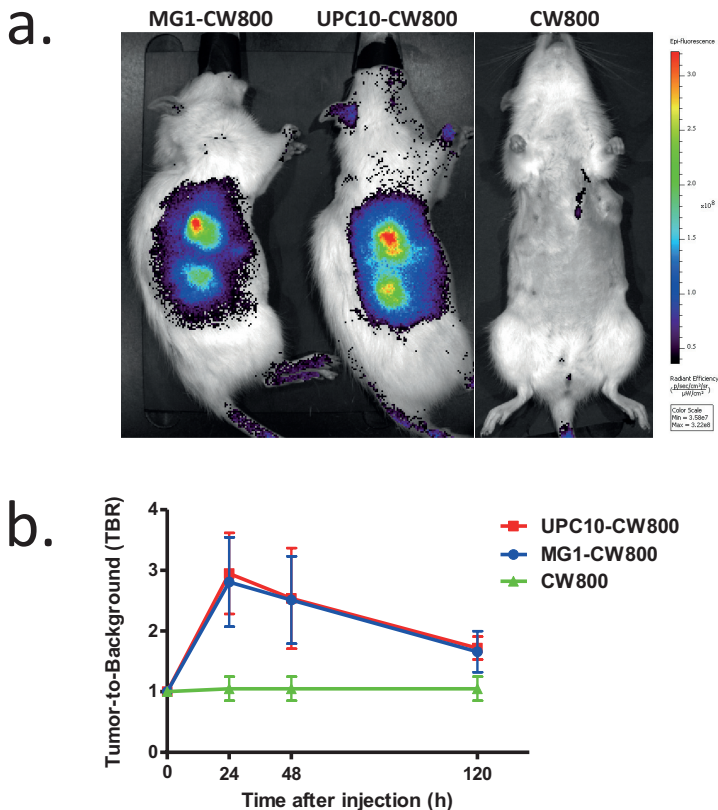 a.
MG1-CW800 UPC10-CW800 CW800
Epi-fluorescence
3.0
2.5
2.0
x10⁸
1.5
1.0
0.5
Radiant Efficiency
(p/sec/cm²/sr
μW/cm²)
Color Scale
Min = 3.58e7
Max = 3.22e8
b.
Tumor-to-Background (TBR)
4
3
2
1
0
0 24 48 120
Time after injection (h)
UPC10-CW800
MG1-CW800
CW800